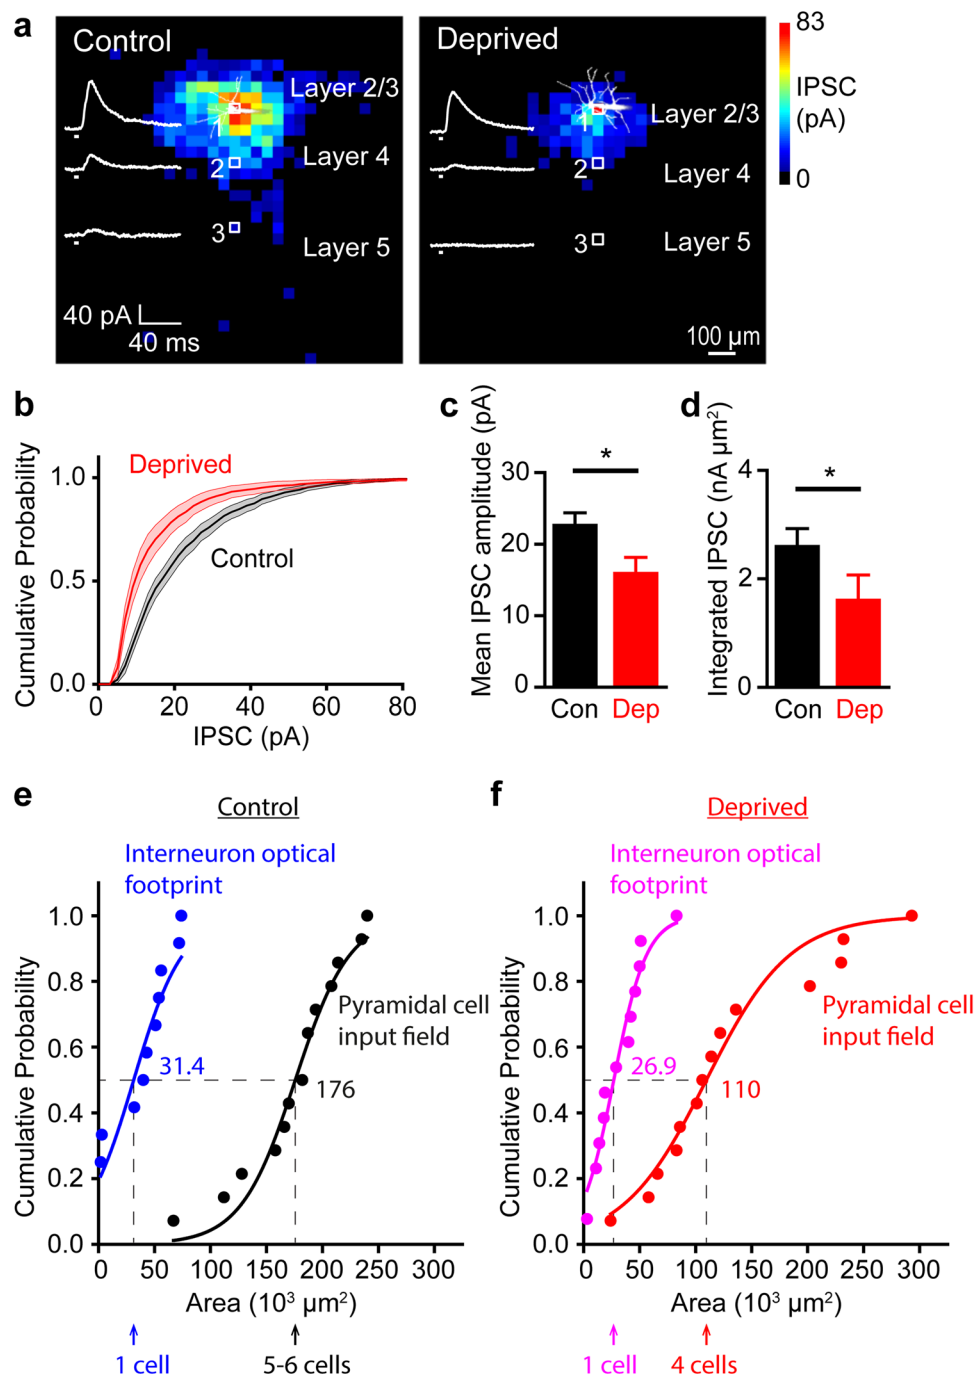 a
Control
Layer 2/3
1
Layer 4
2
3
Layer 5
40 pA
40 ms
Deprived
1
Layer 2/3
2
Layer 4
3
Layer 5
100 µm
83
IPSC
(pA)
0
b
Cumulative Probability
1.0
0.5
0.0
Deprived
Control
0 20 40 60 80
IPSC (pA)
c
Mean IPSC amplitude (pA)
30
20
10
0
*
Con Dep
d
Integrated IPSC (nA µm²)
4
2
0
*
Con Dep
e
Control
Interneuron optical
footprint
Cumulative Probability
1.0
0.8
0.6
0.4
0.2
0.0
31.4
176
Pyramidal cell
input field
0 50 100 200 300
Area (10³ µm²)
1 cell
5-6 cells
f
Deprived
Interneuron optical
footprint
Cumulative Probability
1.0
0.8
0.6
0.4
0.2
0.0
26.9
110
Pyramidal cell
input field
0 50 100 200 300
Area (10³ µm²)
1 cell
4 cells